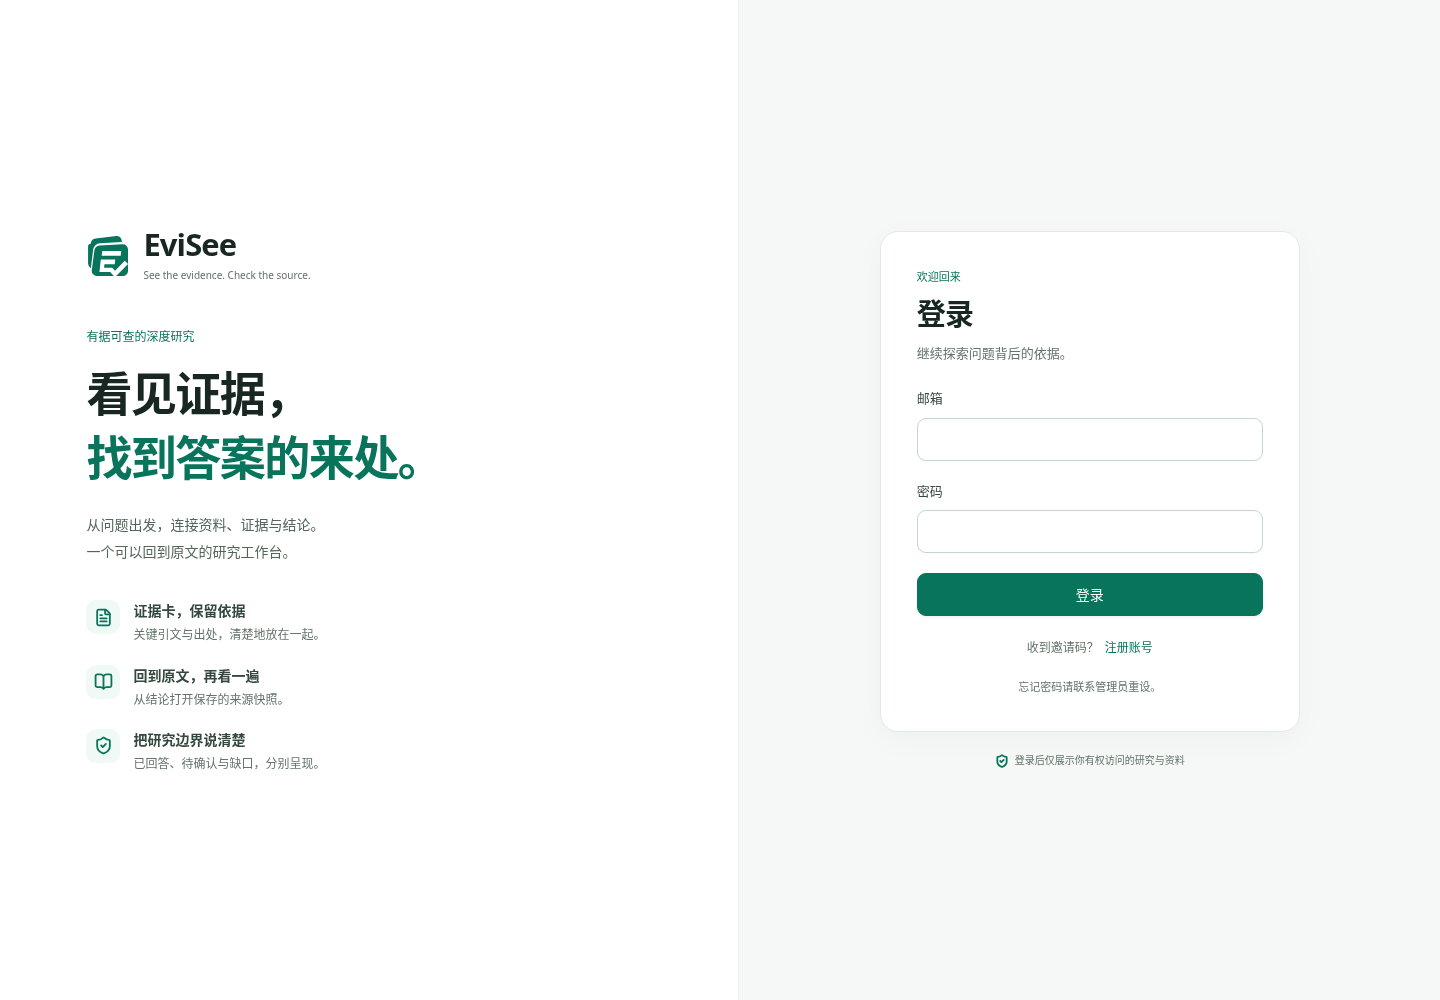 EviSee
See the evidence. Check the source.
有据可查的深度研究
看见证据，
找到答案的来处。
从问题出发，连接资料、证据与结论。
一个可以回到原文的研究工作台。
证据卡，保留依据
关键引文与出处，清楚地放在一起。
回到原文，再看一遍
从结论打开保存的来源快照。
把研究边界说清楚
已回答、待确认与缺口，分别呈现。
欢迎回来
登录
继续探索问题背后的依据。
邮箱
密码
登录
收到邀请码？ 注册账号
忘记密码请联系管理员重设。
登录后仅展示你有权访问的研究与资料